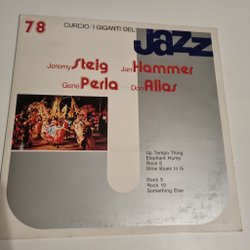 78
CURCIO/I GIGANTI DEL
jazz
Jeremy Steig
Jan Hammer
Gene Perla
Don Alias
Up Tempo Thing
Elephant Hump
Rock 6
Slow Blues in G
Rock 9
Rock 10
Something Else